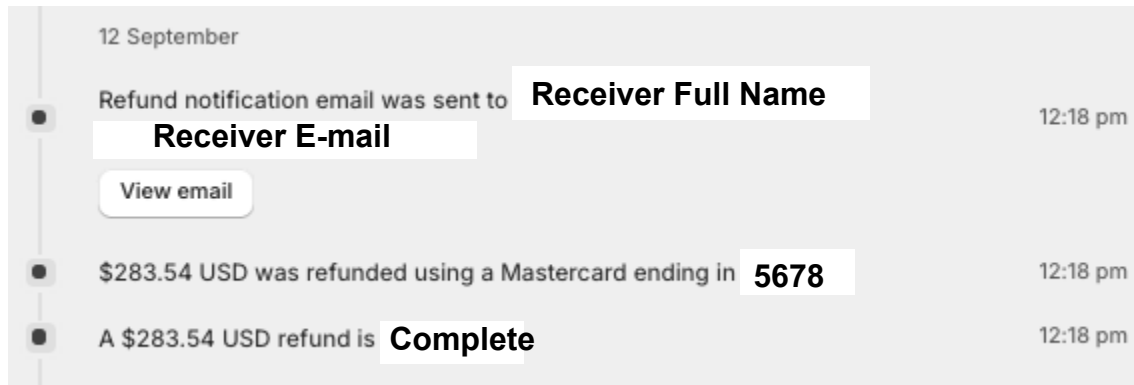 12 September
Refund notification email was sent to Receiver Full Name
12:18 pm
Receiver E-mail
View email
$283.54 USD was refunded using a Mastercard ending in 5678
12:18 pm
A $283.54 USD refund is Complete
12:18 pm